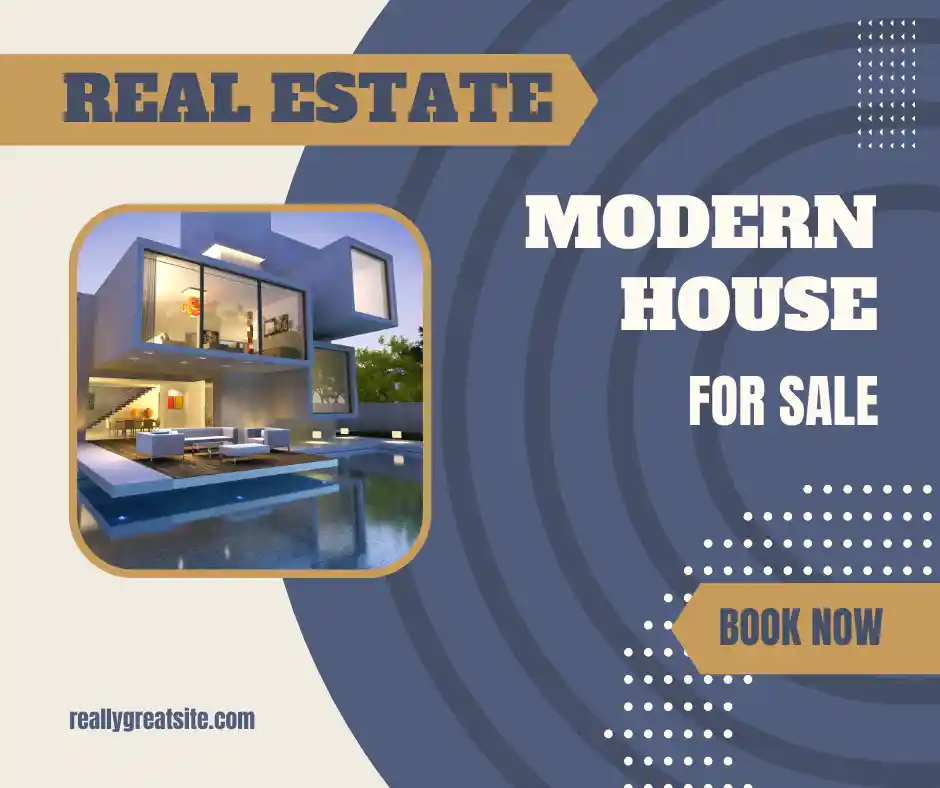 REAL ESTATE
MODERN
HOUSE
FOR SALE
BOOK NOW
reallygreatsite.com